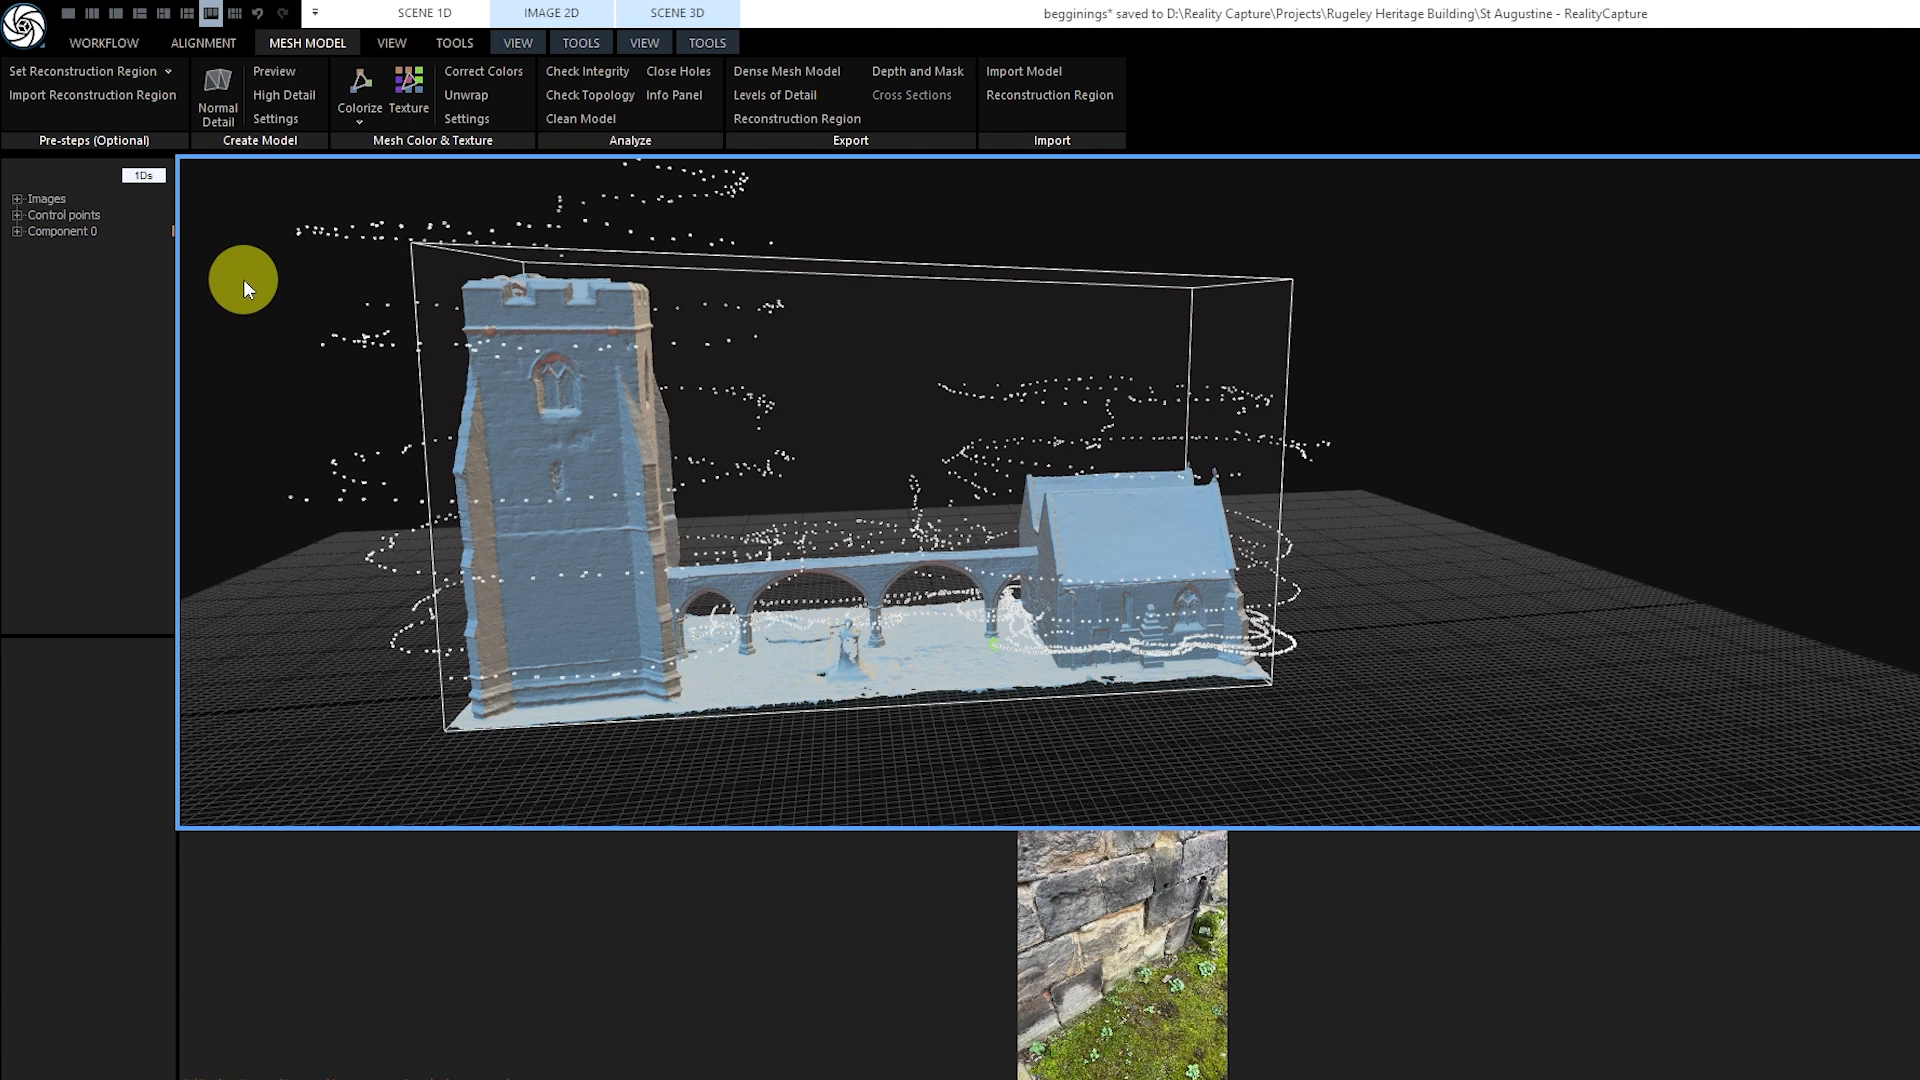 SCENE 1D IMAGE 2D SCENE 3D begginings* saved to D:\Reality Capture\Projects\Rugeley Heritage Building\St Augustine - RealityCapture
WORKFLOW ALIGNMENT MESH MODEL VIEW TOOLS VIEW TOOLS VIEW TOOLS
Set Reconstruction Region Preview Correct Colors Check Integrity Close Holes Dense Mesh Model Depth and Mask Import Model
Import Reconstruction Region High Detail Unwrap Check Topology Info Panel Levels of Detail Cross Sections Reconstruction Region
Normal Detail Settings Colorize Texture Settings Clean Model Reconstruction Region
Pre-steps (Optional) Create Model Mesh Color & Texture Analyze Export Import
1Ds
Images
Control points
Component 0